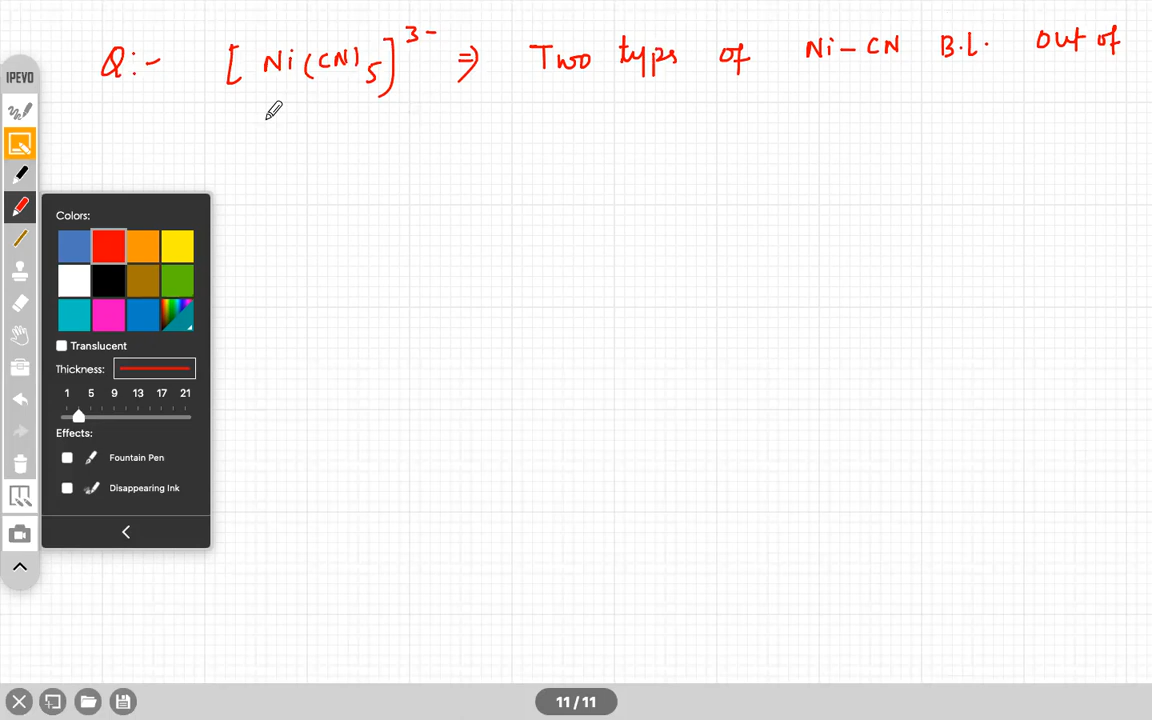 Q:- [Ni(CN)5]3- ⇒ Two types of Ni-CN B.L. out of
IPEVO
Colors:
Translucent
Thickness:
1 5 9 13 17 21
Effects:
Fountain Pen
Disappearing Ink
11/11